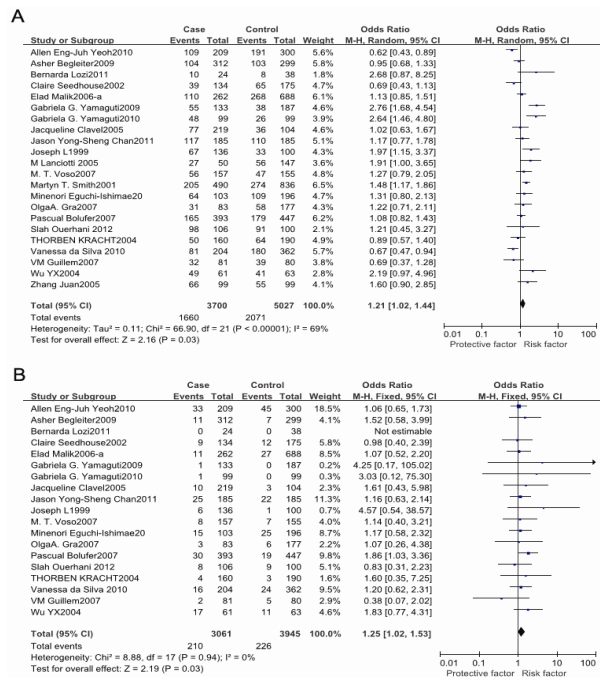 A
Case Control Odds Ratio Odds Ratio
Study or Subgroup Events Total Events Total Weight M-H, Random, 95% CI M-H, Random, 95% CI
Allen Eng-Juh Yeoh2010 109 209 191 300 5.6% 0.62 [0.43, 0.89]
Asher Begleiter2009 104 312 103 299 5.8% 0.95 [0.68, 1.33]
Bernarda Lozi2011 10 24 8 38 2.0% 2.68 [0.87, 8.25]
Claire Seedhouse2002 39 134 65 175 4.7% 0.69 [0.43, 1.13]
Elad Malik2006-a 110 262 268 688 6.2% 1.13 [0.85, 1.51]
Gabriela G. Yamaguti2009 55 133 38 187 4.6% 2.76 [1.68, 4.54]
Gabriela G. Yamaguti2010 48 99 26 99 4.0% 2.64 [1.46, 4.80]
Jacqueline Clavel2005 77 219 36 104 4.7% 1.02 [0.63, 1.67]
Jason Yong-Sheng Chan2011 117 185 110 185 5.2% 1.17 [0.77, 1.78]
Joseph L1999 67 136 33 100 4.4% 1.97 [1.15, 3.37]
M Lanciotti 2005 27 50 56 147 3.7% 1.91 [1.00, 3.65]
M. T. Voso2007 56 157 47 155 4.8% 1.27 [0.79, 2.05]
Martyn T. Smith2001 205 490 274 836 6.5% 1.48 [1.17, 1.86]
Minenori Eguchi-Ishimae20 64 103 109 196 4.7% 1.31 [0.80, 2.13]
OlgaA. Gra2007 31 83 58 177 4.2% 1.22 [0.71, 2.11]
Pascual Bolufer2007 165 393 179 447 6.2% 1.08 [0.82, 1.43]
Slah Ouerhani 2012 98 106 91 100 2.4% 1.21 [0.45, 3.27]
THORBEN KRACHT2004 50 160 64 190 5.0% 0.89 [0.57, 1.40]
Vanessa da Silva 2010 81 204 180 362 5.7% 0.67 [0.47, 0.94]
VM Guillem2007 32 81 39 80 3.8% 0.69 [0.37, 1.28]
Wu YX2004 49 61 41 63 2.8% 2.19 [0.97, 4.96]
Zhang Juan2005 66 99 55 99 4.1% 1.60 [0.90, 2.85]
Total (95% CI) 3700 5027 100.0% 1.21 [1.02, 1.44]
Total events 1660 2071
Heterogeneity: Tau² = 0.11; Chi² = 66.90, df = 21 (P < 0.00001); I² = 69%
Test for overall effect: Z = 2.16 (P = 0.03)
0.01 0.1 1 10 100
Protective factor Risk factor
B
Case Control Odds Ratio Odds Ratio
Study or Subgroup Events Total Events Total Weight M-H, Fixed, 95% CI M-H, Fixed, 95% CI
Allen Eng-Juh Yeoh2010 33 209 45 300 18.5% 1.06 [0.65, 1.73]
Asher Begleiter2009 11 312 7 299 4.1% 1.52 [0.58, 3.99]
Bernarda Lozi2011 0 24 0 38 Not estimable
Claire Seedhouse2002 9 134 12 175 6.0% 0.98 [0.40, 2.39]
Elad Malik2006-a 11 262 27 688 8.6% 1.07 [0.52, 2.20]
Gabriela G. Yamaguti2009 1 133 0 187 0.2% 4.25 [0.17, 105.02]
Gabriela G. Yamaguti2010 1 99 0 99 0.3% 3.03 [0.12, 75.30]
Jacqueline Clavel2005 10 219 3 104 2.4% 1.61 [0.43, 5.98]
Jason Yong-Sheng Chan2011 25 185 22 185 11.3% 1.16 [0.63, 2.14]
Joseph L1999 6 136 1 100 0.7% 4.57 [0.54, 38.57]
M. T. Voso2007 8 157 7 155 4.0% 1.14 [0.40, 3.21]
Minenori Eguchi-Ishimae20 15 103 25 196 8.7% 1.17 [0.58, 2.32]
OlgaA. Gra2007 3 83 6 177 2.2% 1.07 [0.26, 4.38]
Pascual Bolufer2007 30 393 19 447 9.8% 1.86 [1.03, 3.36]
Slah Ouerhani 2012 8 106 9 100 5.1% 0.83 [0.31, 2.23]
THORBEN KRACHT2004 4 160 3 190 1.6% 1.60 [0.35, 7.25]
Vanessa da Silva 2010 16 204 24 362 9.4% 1.20 [0.62, 2.31]
VM Guillem2007 2 81 5 80 2.9% 0.38 [0.07, 2.02]
Wu YX2004 17 61 11 63 4.6% 1.83 [0.77, 4.31]
Total (95% CI) 3061 3945 100.0% 1.25 [1.02, 1.53]
Total events 210 226
Heterogeneity: Chi² = 8.88, df = 17 (P = 0.94); I² = 0%
Test for overall effect: Z = 2.19 (P = 0.03)
0.01 0.1 1 10 100
Protective factor Risk factor